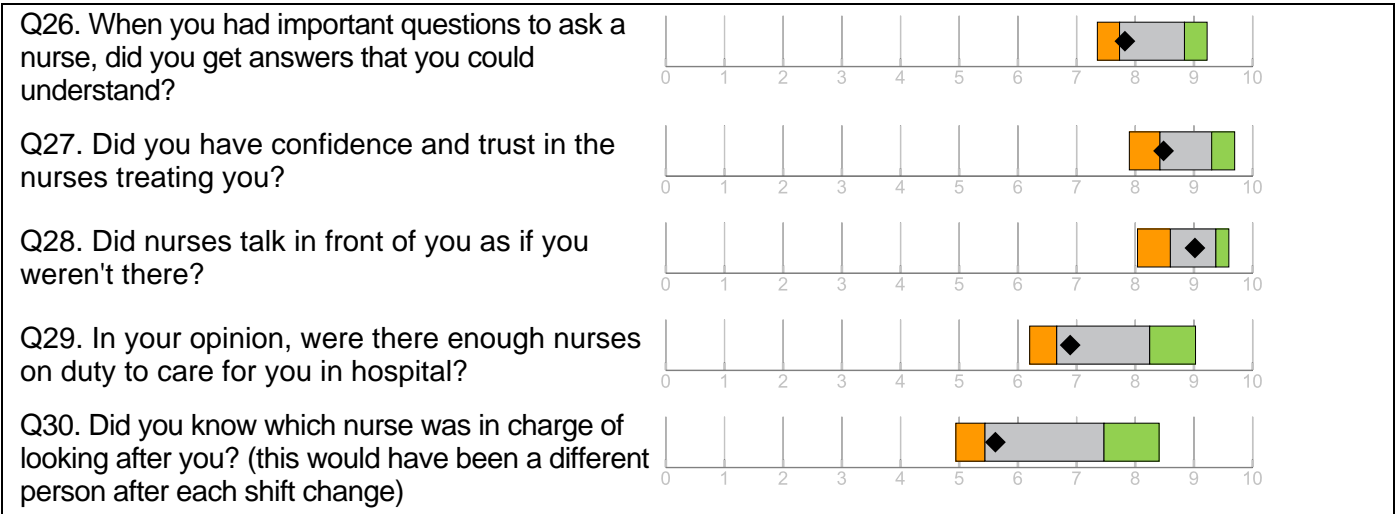 Q26. When you had important questions to ask a
nurse, did you get answers that you could
understand?
0 1 2 3 4 5 6 7 8 9 10
Q27. Did you have confidence and trust in the
nurses treating you?
0 1 2 3 4 5 6 7 8 9 10
Q28. Did nurses talk in front of you as if you
weren't there?
0 1 2 3 4 5 6 7 8 9 10
Q29. In your opinion, were there enough nurses
on duty to care for you in hospital?
0 1 2 3 4 5 6 7 8 9 10
Q30. Did you know which nurse was in charge of
looking after you? (this would have been a different
person after each shift change)
0 1 2 3 4 5 6 7 8 9 10